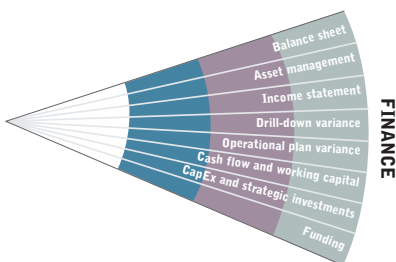 Balance sheet
Asset management
Income statement
Drill-down variance
Operational plan variance
Cash flow and working capital
CapEx and strategic investments
Funding
FINANCE